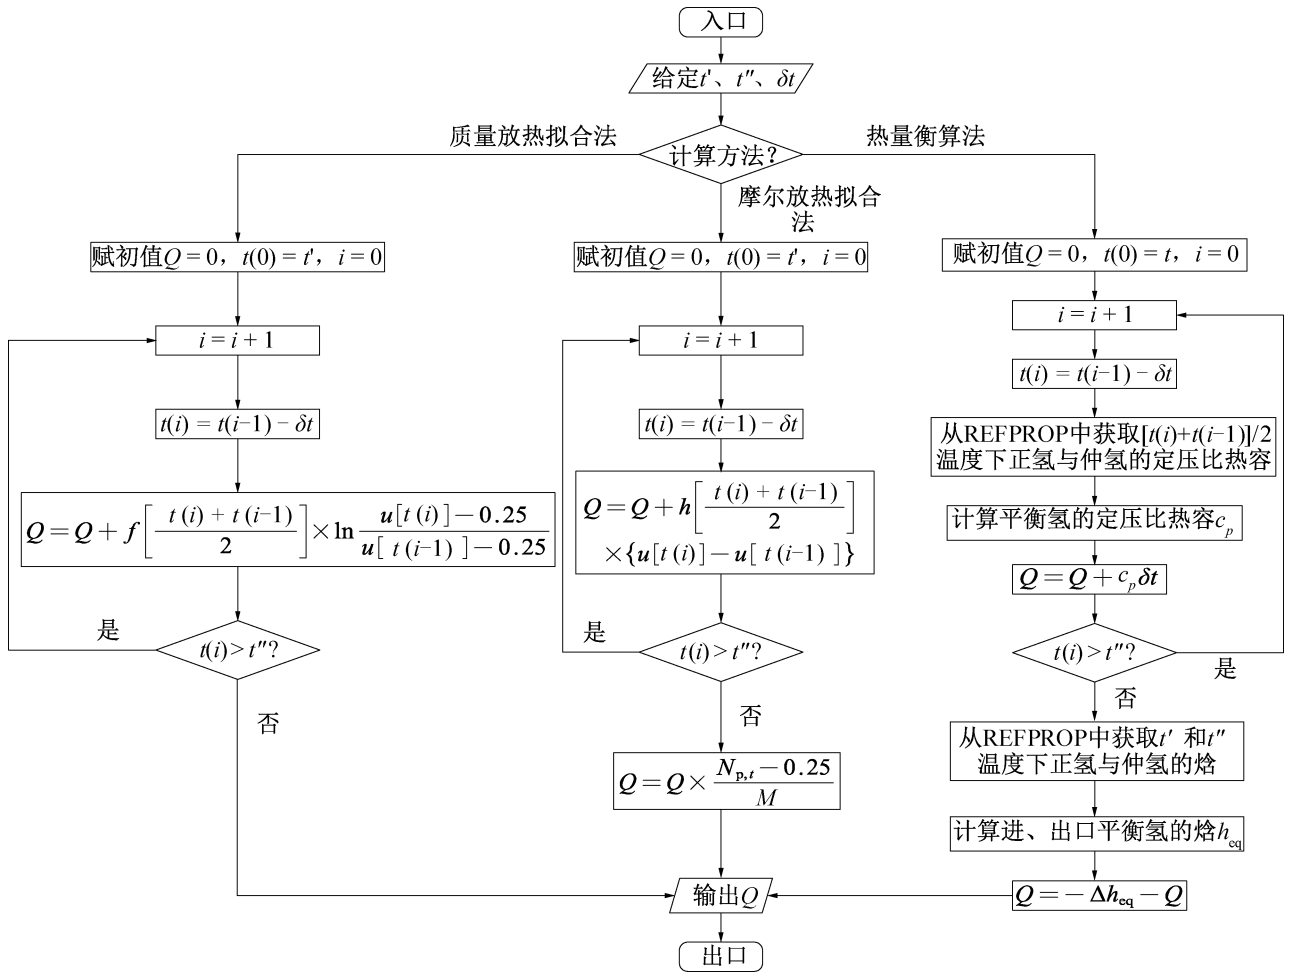 入口
给定t'、t″、δt
计算方法?
质量放热拟合法
赋初值Q=0，t(0)=t'，i=0
i=i+1
t(i)=t(i−1)−δt
Q=Q+f[(t(i)+t(i−1))/2]×ln (u[t(i)]−0.25)/(u[t(i−1)]−0.25)
t(i)>t″?
是
否
摩尔放热拟合
法
赋初值Q=0，t(0)=t'，i=0
i=i+1
t(i)=t(i−1)−δt
Q=Q+h[(t(i)+t(i−1))/2]
×{u[t(i)]−u[t(i−1)]}
t(i)>t″?
是
否
Q=Q×(N_p,t−0.25)/M
热量衡算法
赋初值Q=0，t(0)=t，i=0
i=i+1
t(i)=t(i−1)−δt
从REFPROP中获取[t(i)+t(i−1)]/2
温度下正氢与仲氢的定压比热容
计算平衡氢的定压比热容c_p
Q=Q+c_pδt
t(i)>t″?
是
否
从REFPROP中获取t′和t″
温度下正氢与仲氢的焓
计算进、出口平衡氢的焓h_eq
Q=−Δh_eq−Q
输出Q
出口